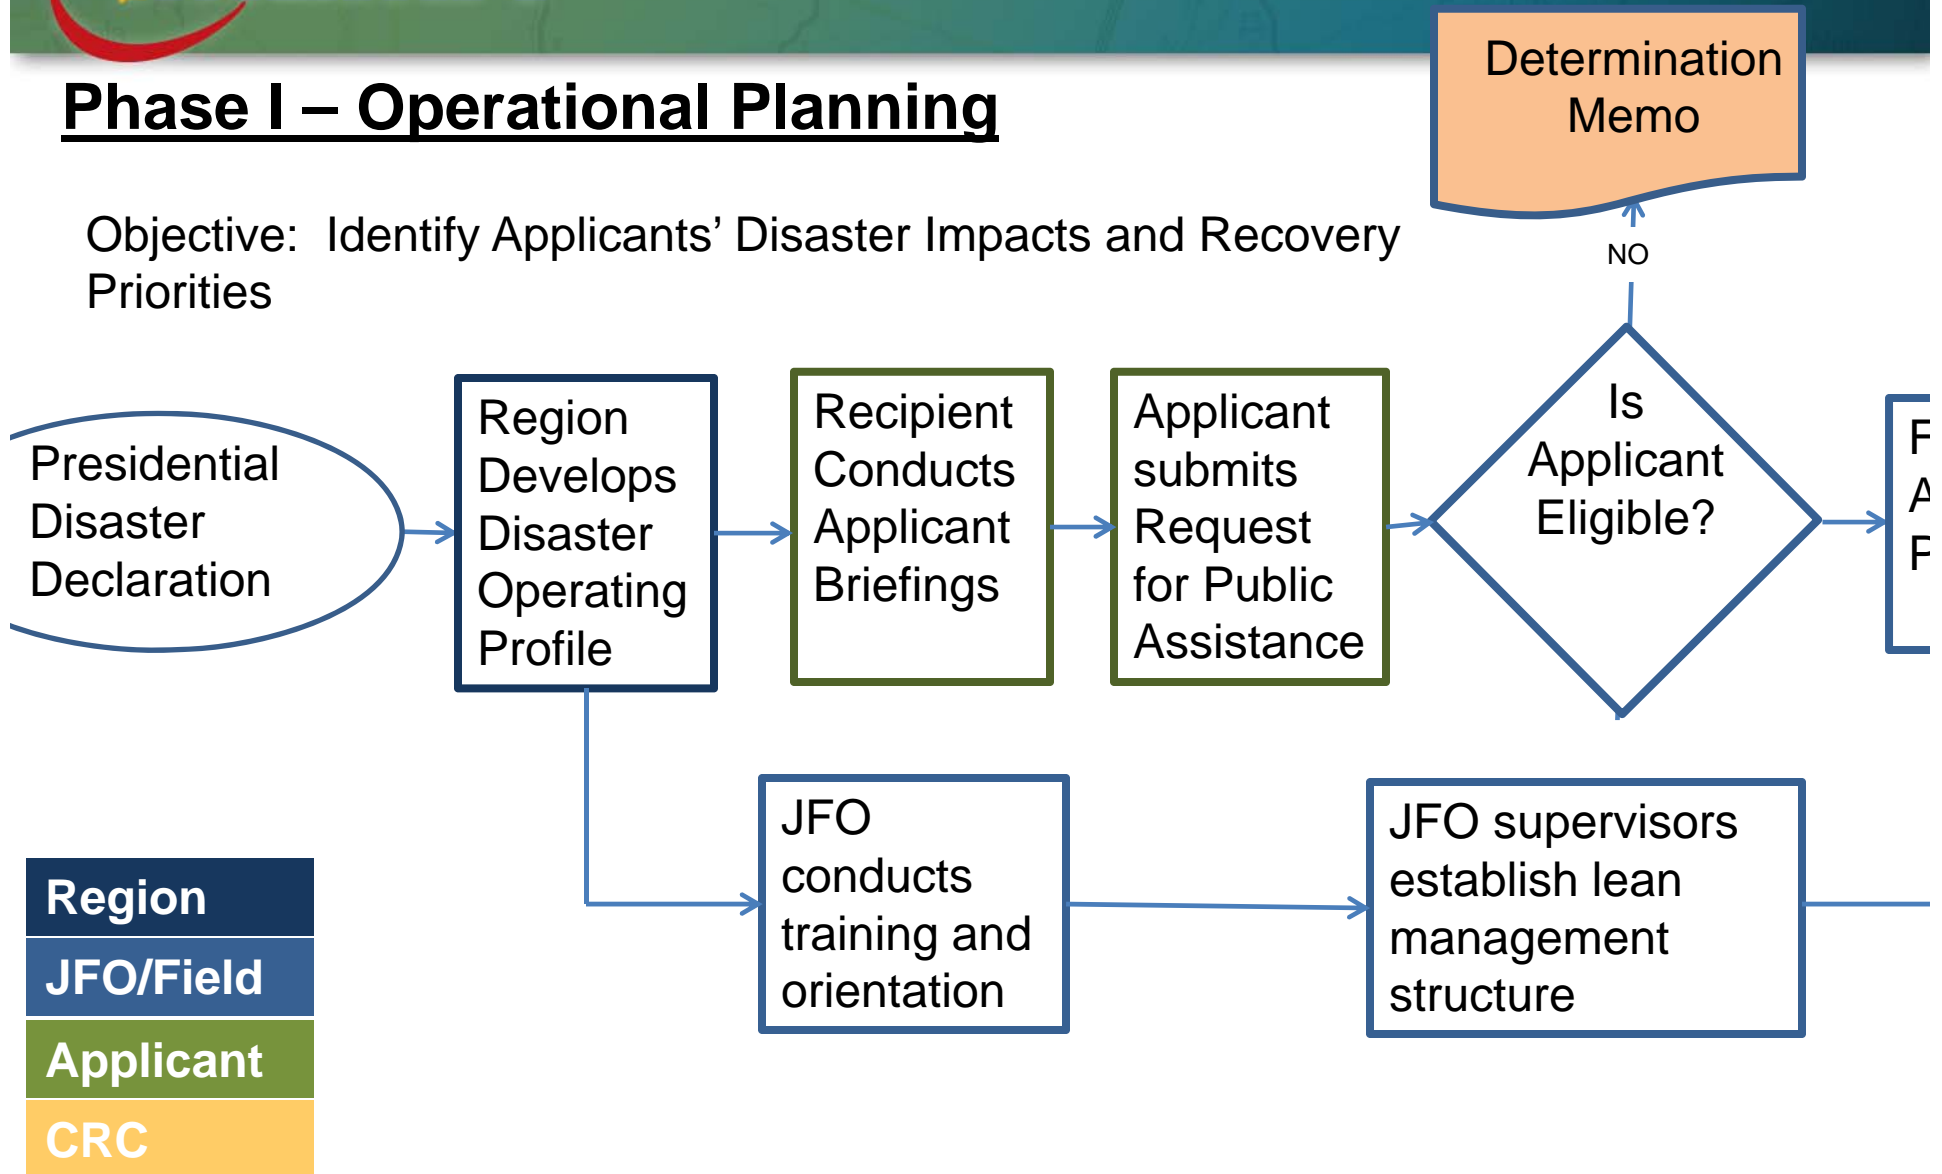 Phase I – Operational Planning
Determination
Memo
Objective:  Identify Applicants’ Disaster Impacts and Recovery
Priorities
NO
Presidential
Disaster
Declaration
Region
Develops
Disaster
Operating
Profile
Recipient
Conducts
Applicant
Briefings
Applicant
submits
Request
for Public
Assistance
Is
Applicant
Eligible?
JFO
conducts
training and
orientation
JFO supervisors
establish lean
management
structure
Region
JFO/Field
Applicant
CRC